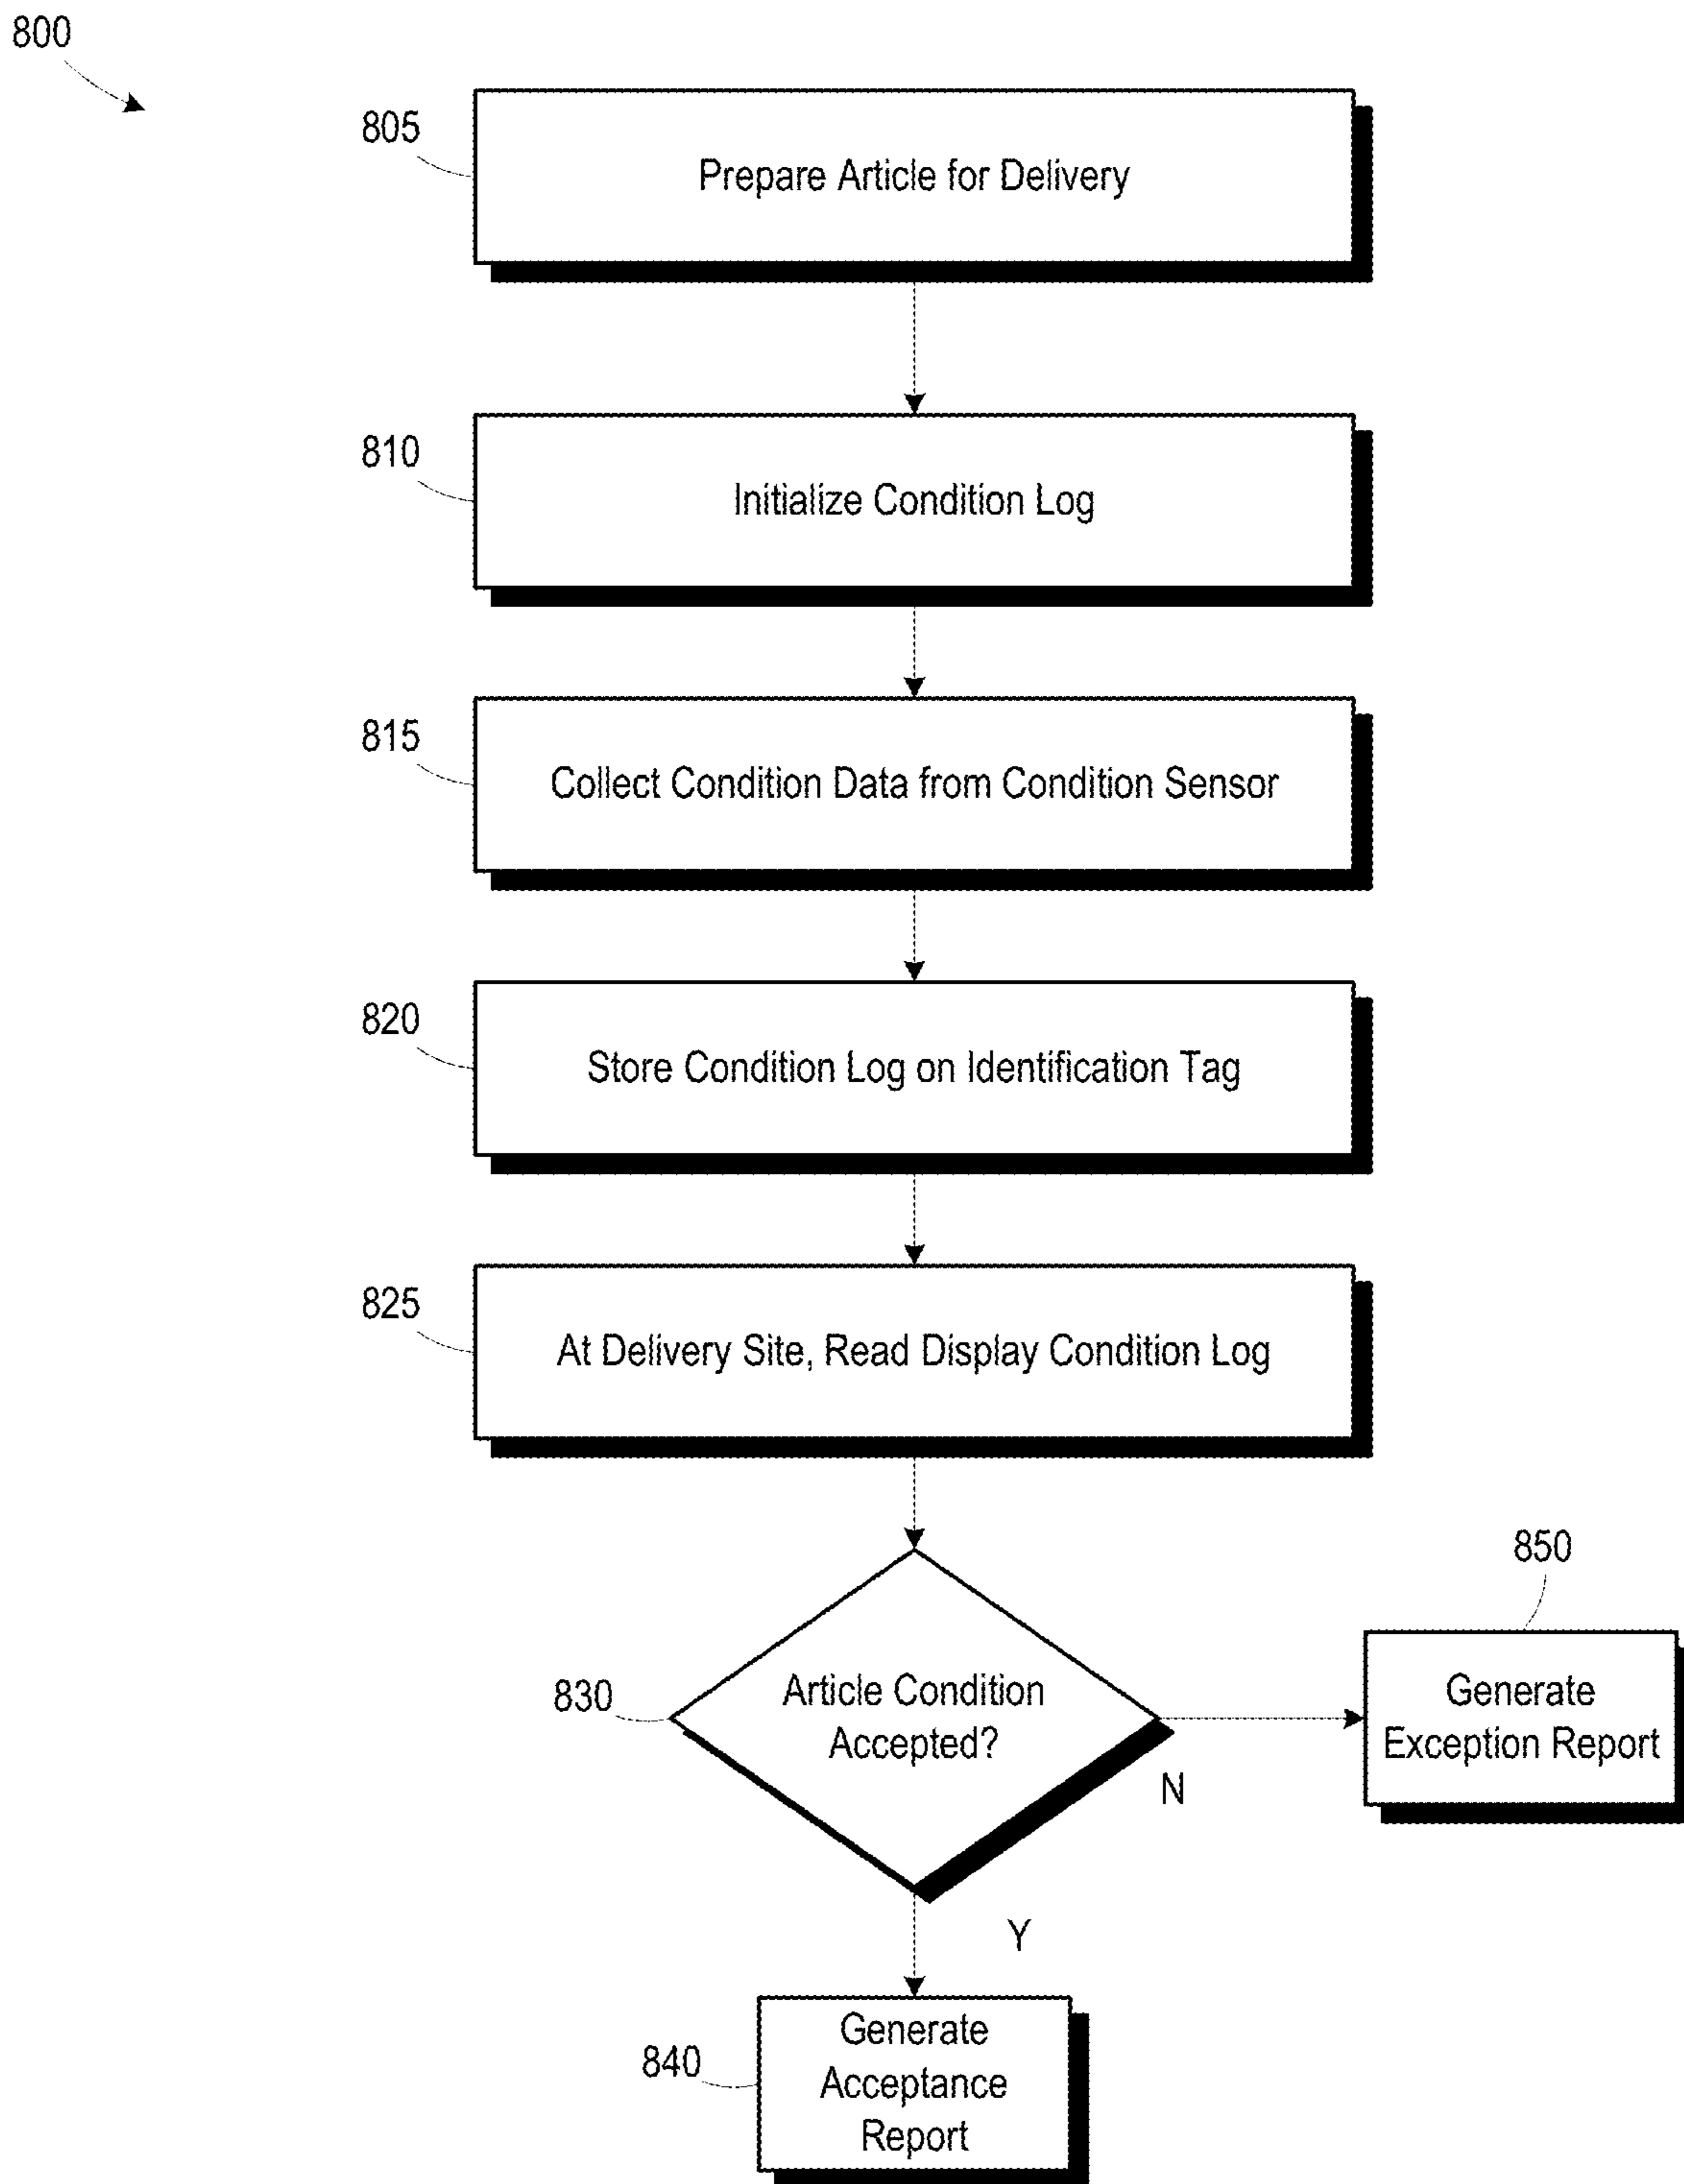 800
805
Prepare Article for Delivery
810
Initialize Condition Log
815
Collect Condition Data from Condition Sensor
820
Store Condition Log on Identification Tag
825
At Delivery Site, Read Display Condition Log
830
Article Condition
Accepted?
N
850
Generate
Exception Report
Y
840
Generate
Acceptance
Report